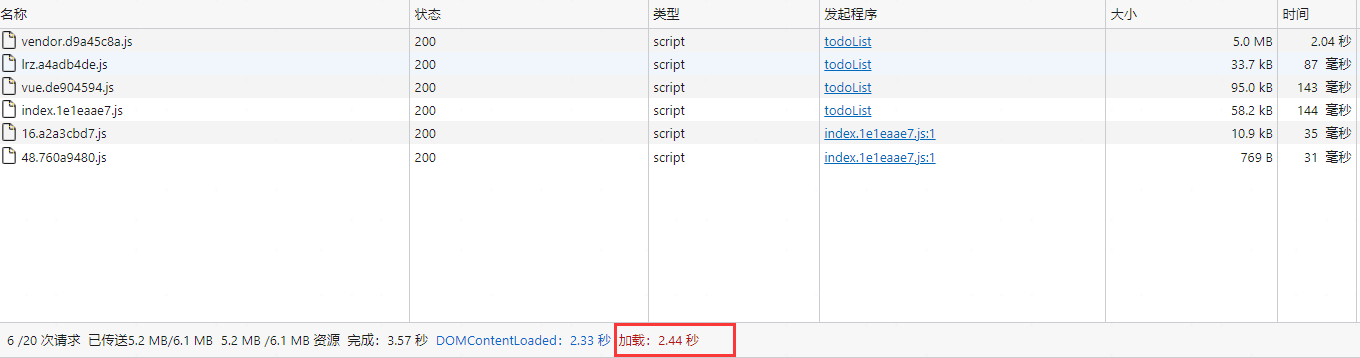 名称 状态 类型 发起程序 大小 时间
vendor.d9a45c8a.js 200 script todoList 5.0 MB 2.04 秒
lrz.a4adb4de.js 200 script todoList 33.7 kB 87 毫秒
vue.de904594.js 200 script todoList 95.0 kB 143 毫秒
index.1e1eaae7.js 200 script todoList 58.2 kB 144 毫秒
16.a2a3cbd7.js 200 script index.1e1eaae7.js:1 10.9 kB 35 毫秒
48.760a9480.js 200 script index.1e1eaae7.js:1 769 B 31 毫秒
6 /20 次请求 已传送5.2 MB/6.1 MB 5.2 MB /6.1 MB 资源 完成：3.57 秒 DOMContentLoaded：2.33 秒 加载：2.44 秒